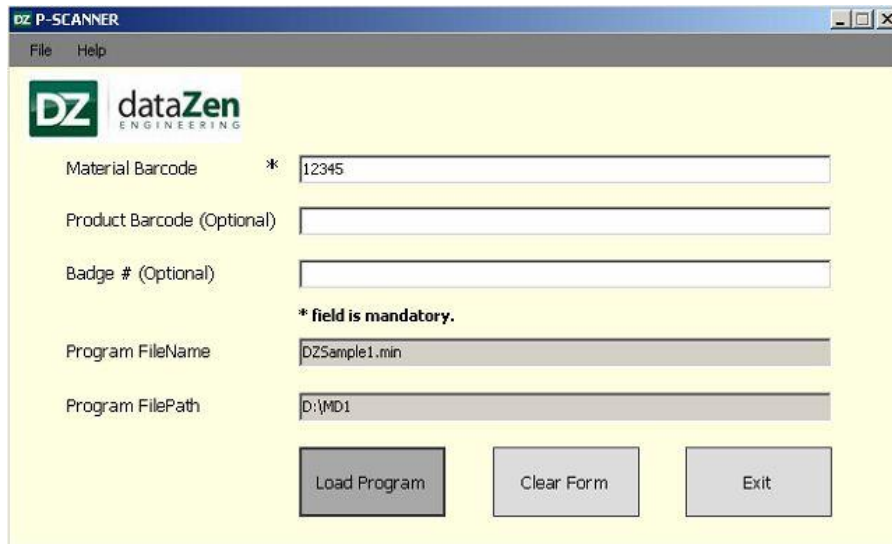 DZ P-SCANNER
File Help
DZ dataZen
ENGINEERING
Material Barcode * 12345
Product Barcode (Optional)
Badge # (Optional)
* field is mandatory.
Program FileName DZSample1.min
Program FilePath D:\MD1
Load Program Clear Form Exit